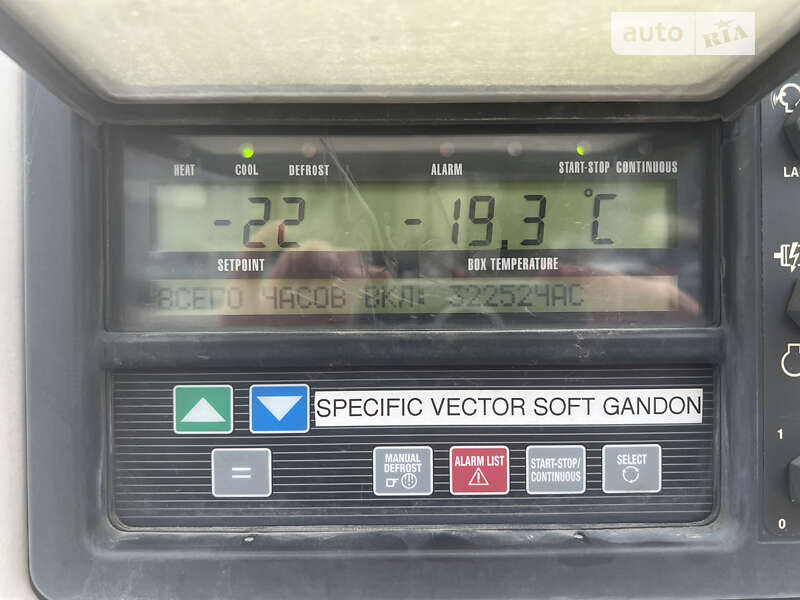 auto RIA
HEAT COOL DEFROST ALARM START-STOP CONTINUOUS
-22 -19,3 °C
SETPOINT BOX TEMPERATURE
ВСЕГО ЧАСОВ ВКЛ: 32252ЧАС
SPECIFIC VECTOR SOFT GANDON
=
MANUAL DEFROST
ALARM LIST
START-STOP/
CONTINUOUS
SELECT
1
0